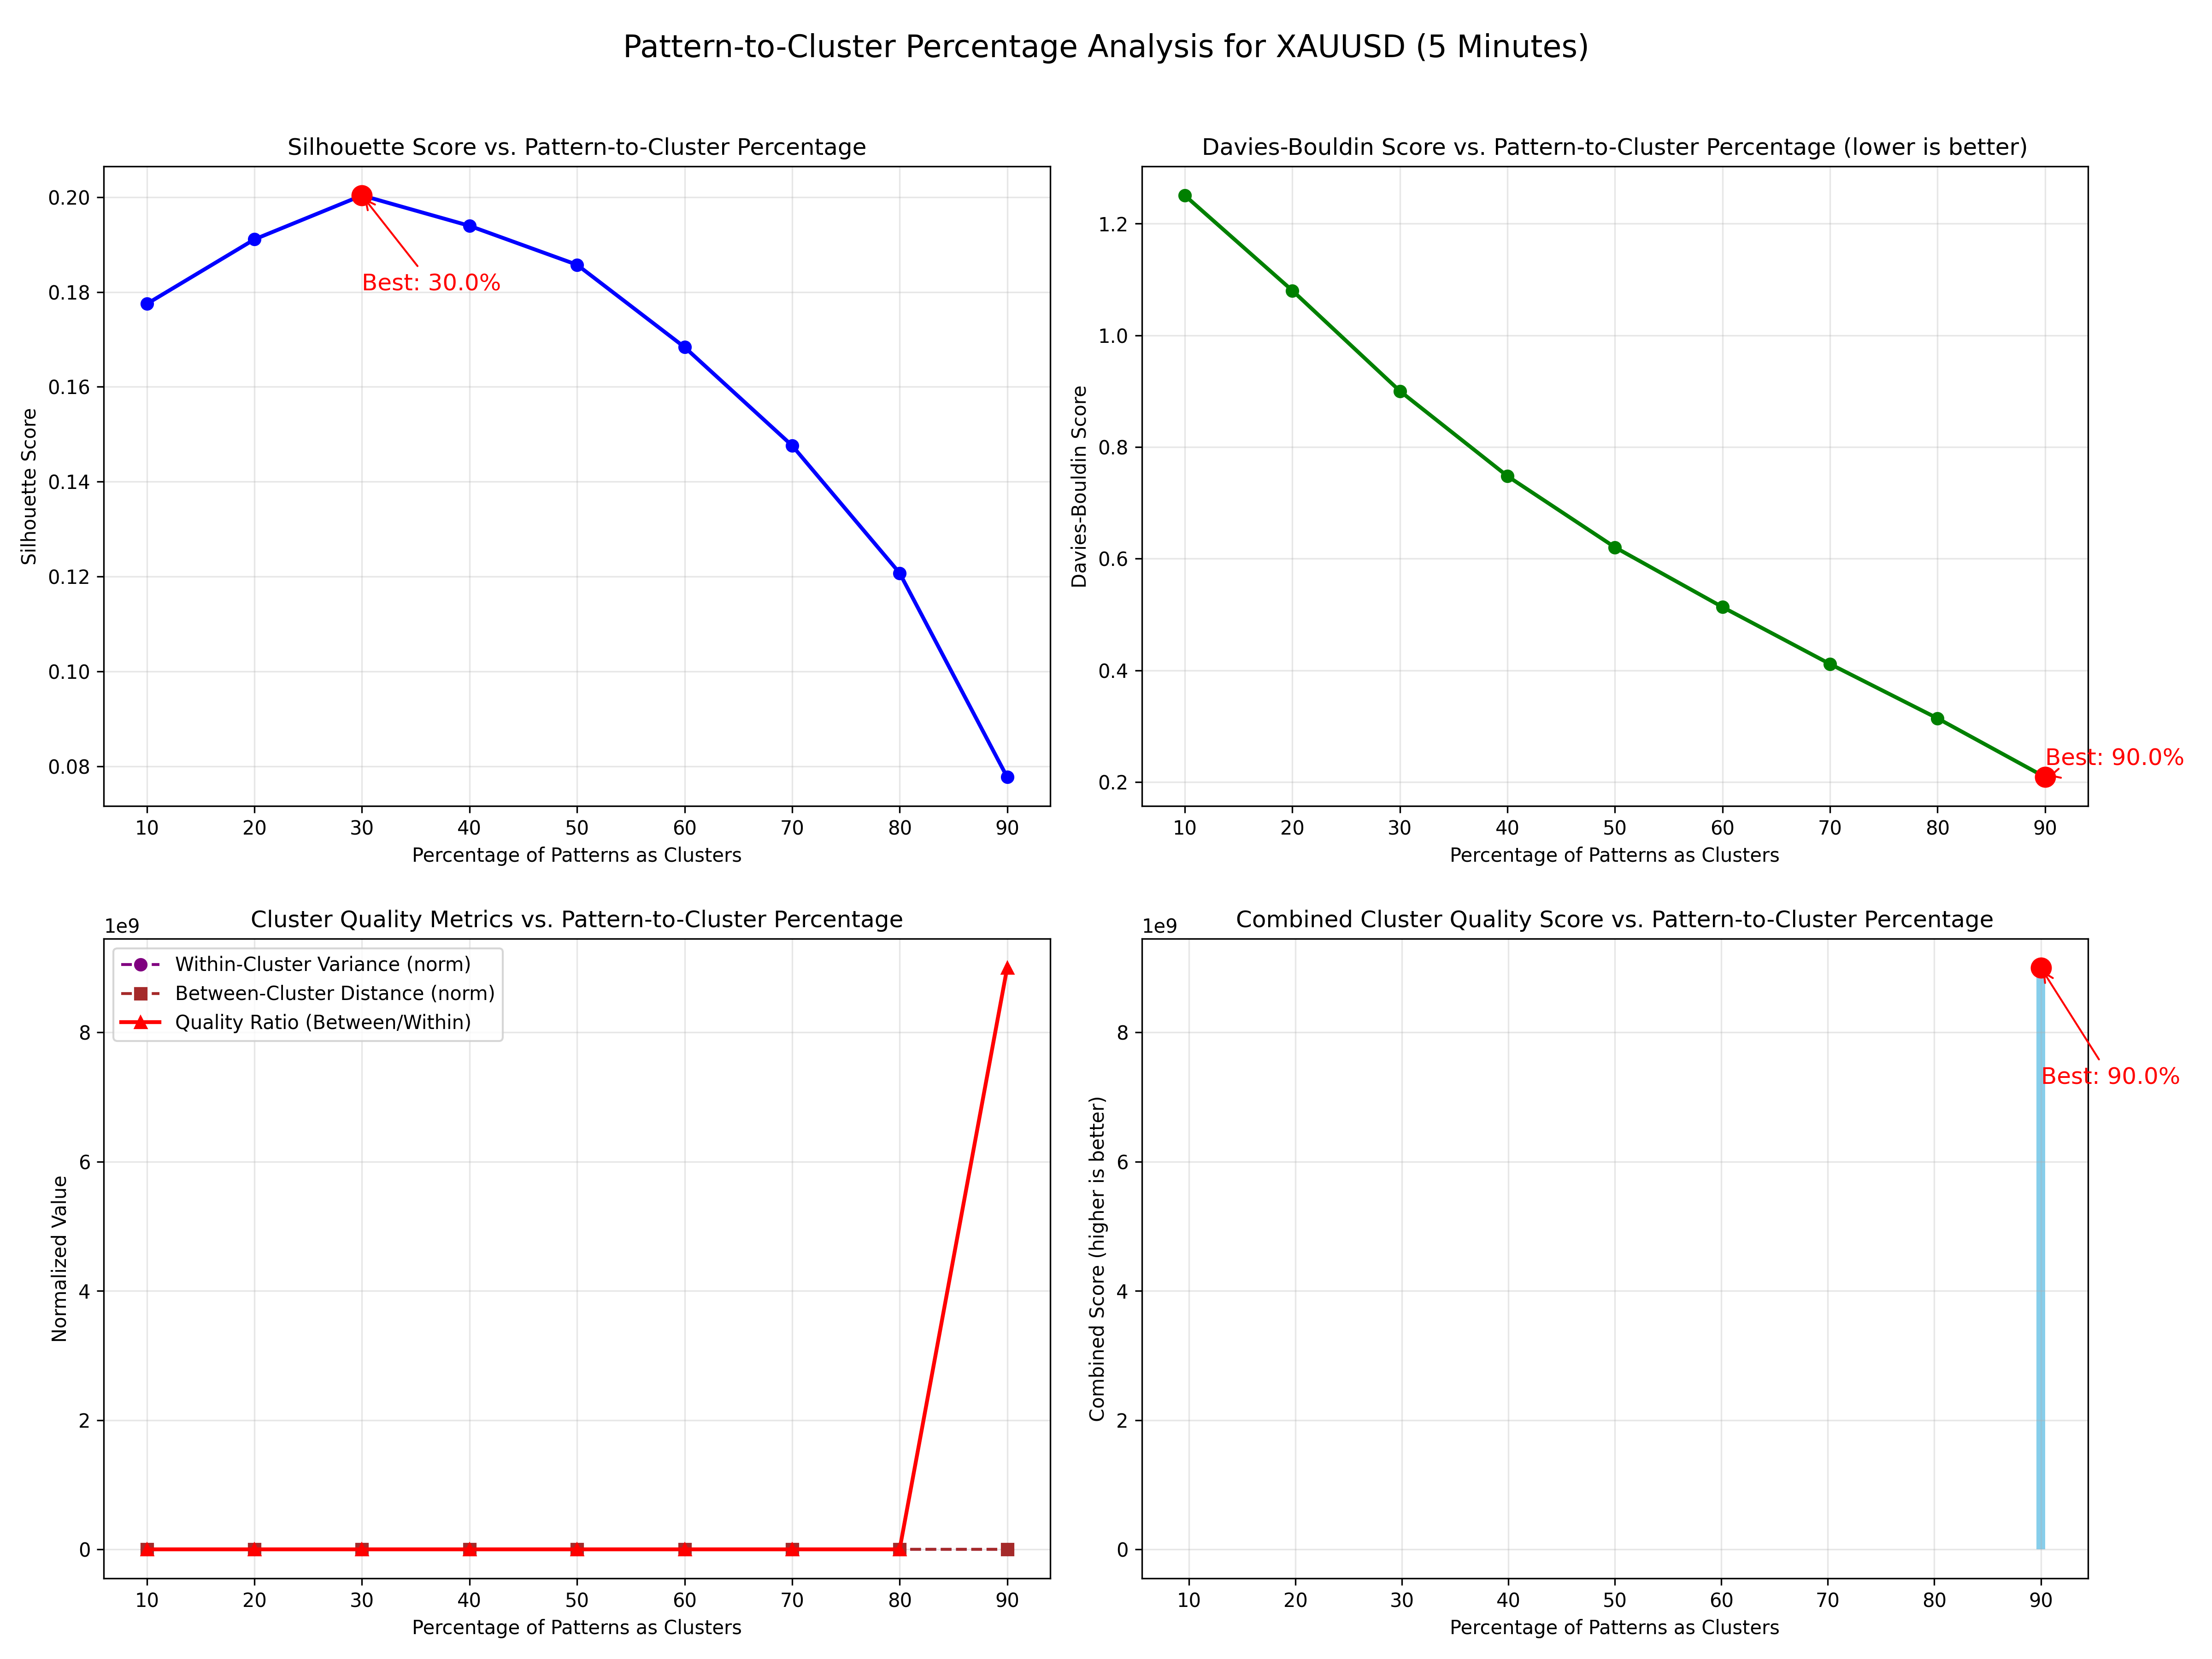 Pattern-to-Cluster Percentage Analysis for XAUUSD (5 Minutes)
Silhouette Score vs. Pattern-to-Cluster Percentage
Silhouette Score
0.20
0.18
0.16
0.14
0.12
0.10
0.08
Best: 30.0%
10 20 30 40 50 60 70 80 90
Percentage of Patterns as Clusters
Davies-Bouldin Score vs. Pattern-to-Cluster Percentage (lower is better)
Davies-Bouldin Score
1.2
1.0
0.8
0.6
0.4
0.2
Best: 90.0%
10 20 30 40 50 60 70 80 90
Percentage of Patterns as Clusters
Cluster Quality Metrics vs. Pattern-to-Cluster Percentage
1e9
Within-Cluster Variance (norm)
Between-Cluster Distance (norm)
Quality Ratio (Between/Within)
Normalized Value
8
6
4
2
0
10 20 30 40 50 60 70 80 90
Percentage of Patterns as Clusters
Combined Cluster Quality Score vs. Pattern-to-Cluster Percentage
1e9
Combined Score (higher is better)
8
6
4
2
0
Best: 90.0%
10 20 30 40 50 60 70 80 90
Percentage of Patterns as Clusters